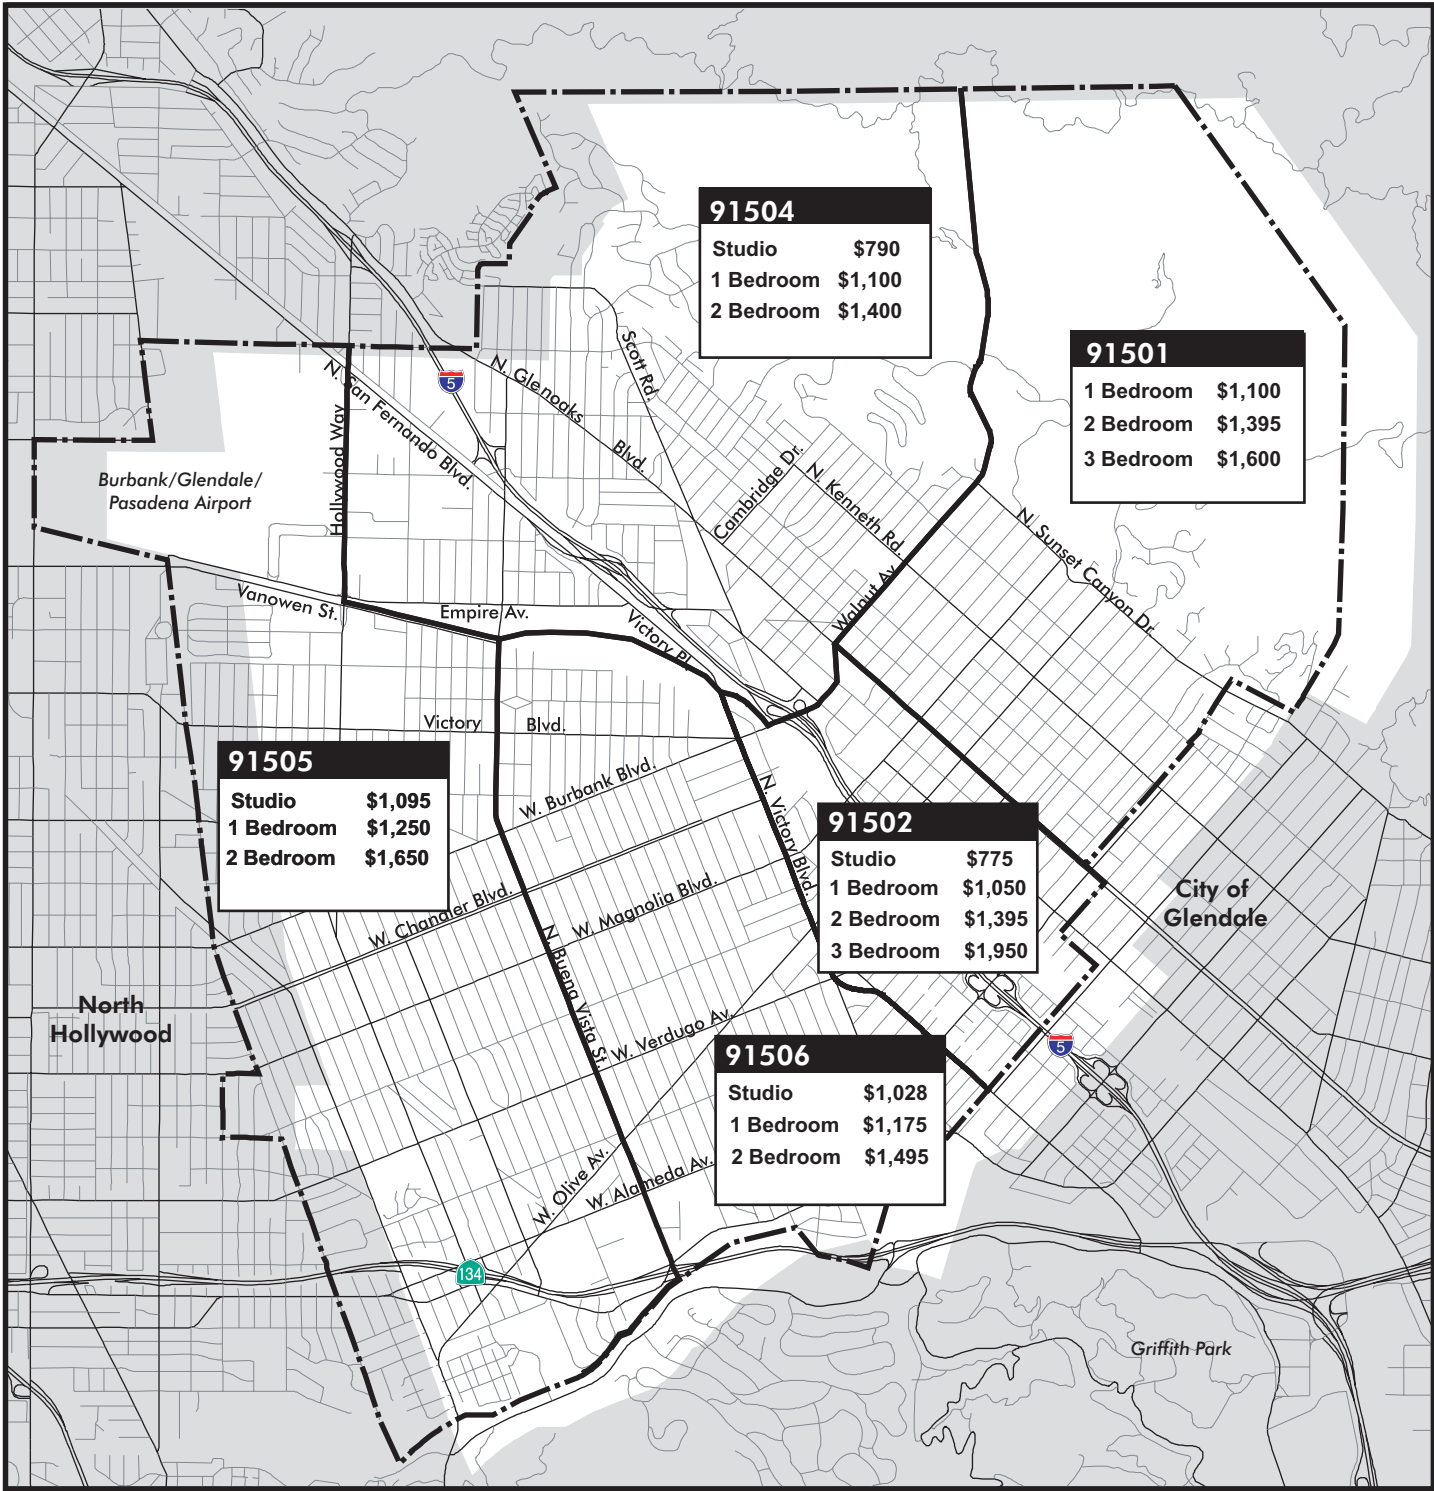 91504
Studio $790
1 Bedroom $1,100
2 Bedroom $1,400
91501
1 Bedroom $1,100
2 Bedroom $1,395
3 Bedroom $1,600
Scott Rd.
N. Glenoaks
Blvd.
5
N. San Fernando Blvd.
Hollywood Way
Burbank/Glendale/
Pasadena Airport
Cambridge Dr.
N. Kenneth Rd.
Walnut Av.
N. Sunset Canyon Dr.
Vanowen St.
Empire Av.
Victory Pl.
Victory Blvd.
91505
Studio $1,095
1 Bedroom $1,250
2 Bedroom $1,650
W. Burbank Blvd.
N. Victory Blvd.
91502
Studio $775
1 Bedroom $1,050
2 Bedroom $1,395
3 Bedroom $1,950
W. Chandler Blvd.
W. Magnolia Blvd.
City of
Glendale
N. Buena Vista St.
North
Hollywood
W. Verdugo Av.
5
91506
Studio $1,028
1 Bedroom $1,175
2 Bedroom $1,495
W. Olive Av.
W. Alameda Av.
134
Griffith Park